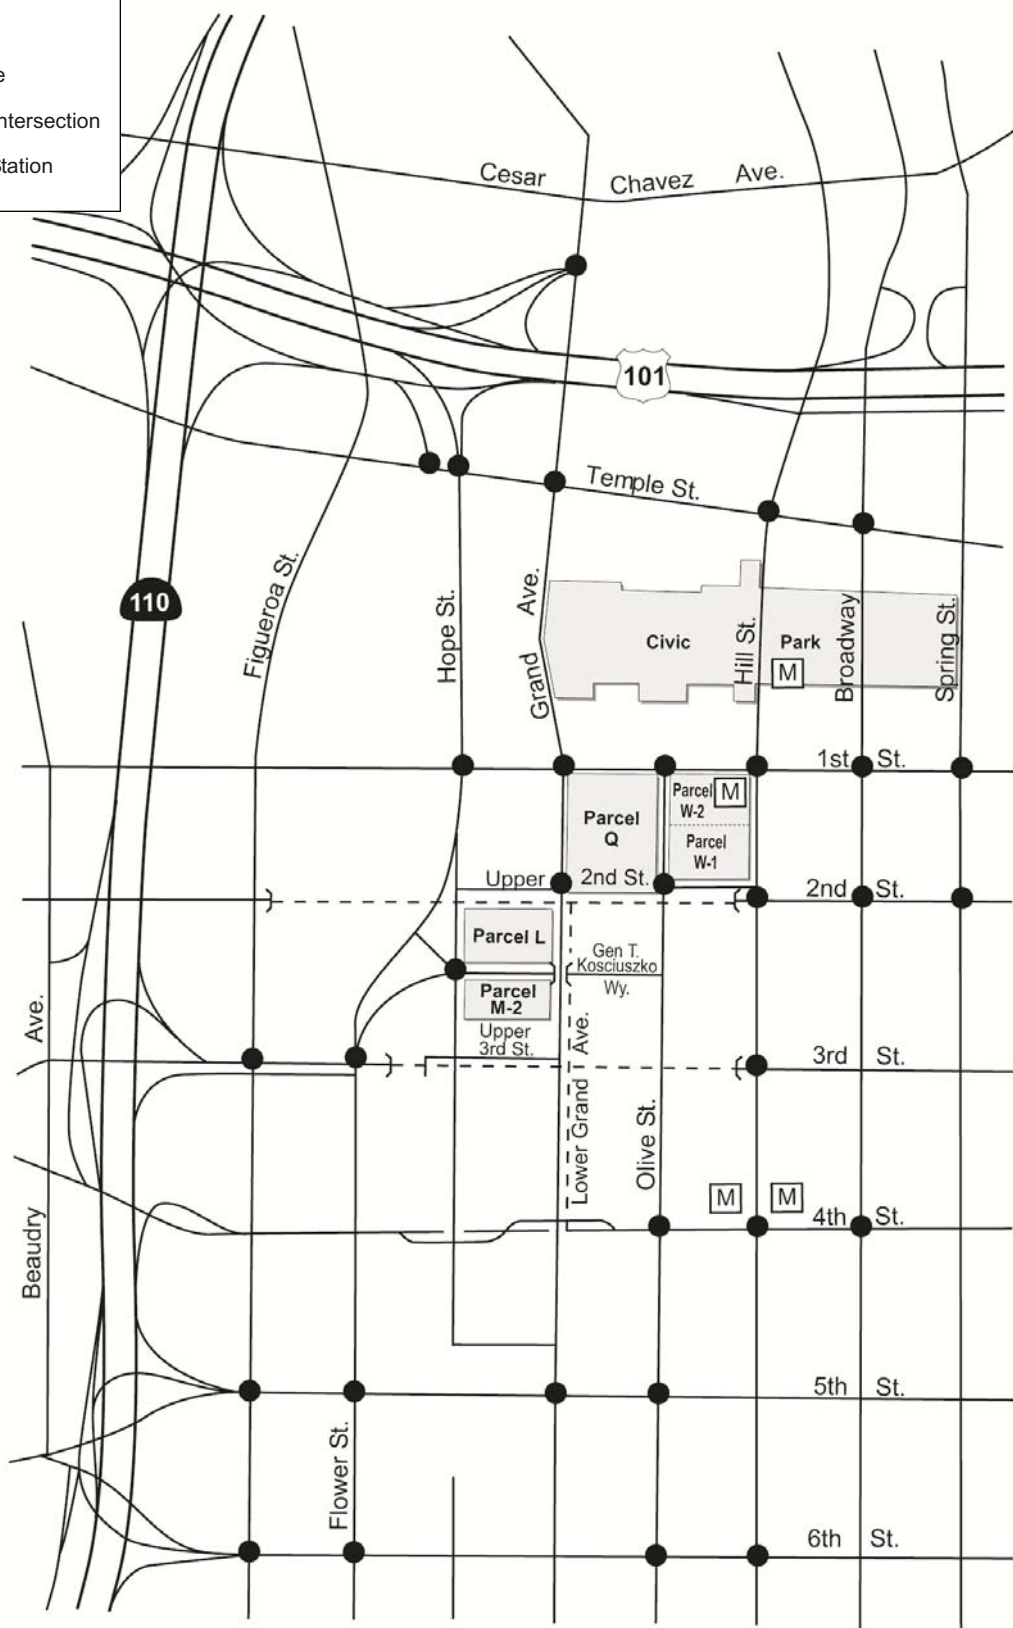 e
ntersection
tation
Cesar
Chavez
Ave.
101
Temple St.
110
Figueroa St.
Hope St.
Grand
Ave.
Civic
Hill St.
Park
M
Broadway
Spring St.
1st
St.
Parcel
Q
Parcel
W-2
M
Parcel
W-1
Upper
2nd St.
2nd
St.
Parcel L
Gen T.
Kosciuszko
Wy.
Parcel
M-2
Upper
3rd St.
Ave.
Lower Grand
Ave.
3rd
St.
Olive St.
Beaudry
M
M
4th
St.
5th
St.
Flower St.
6th
St.